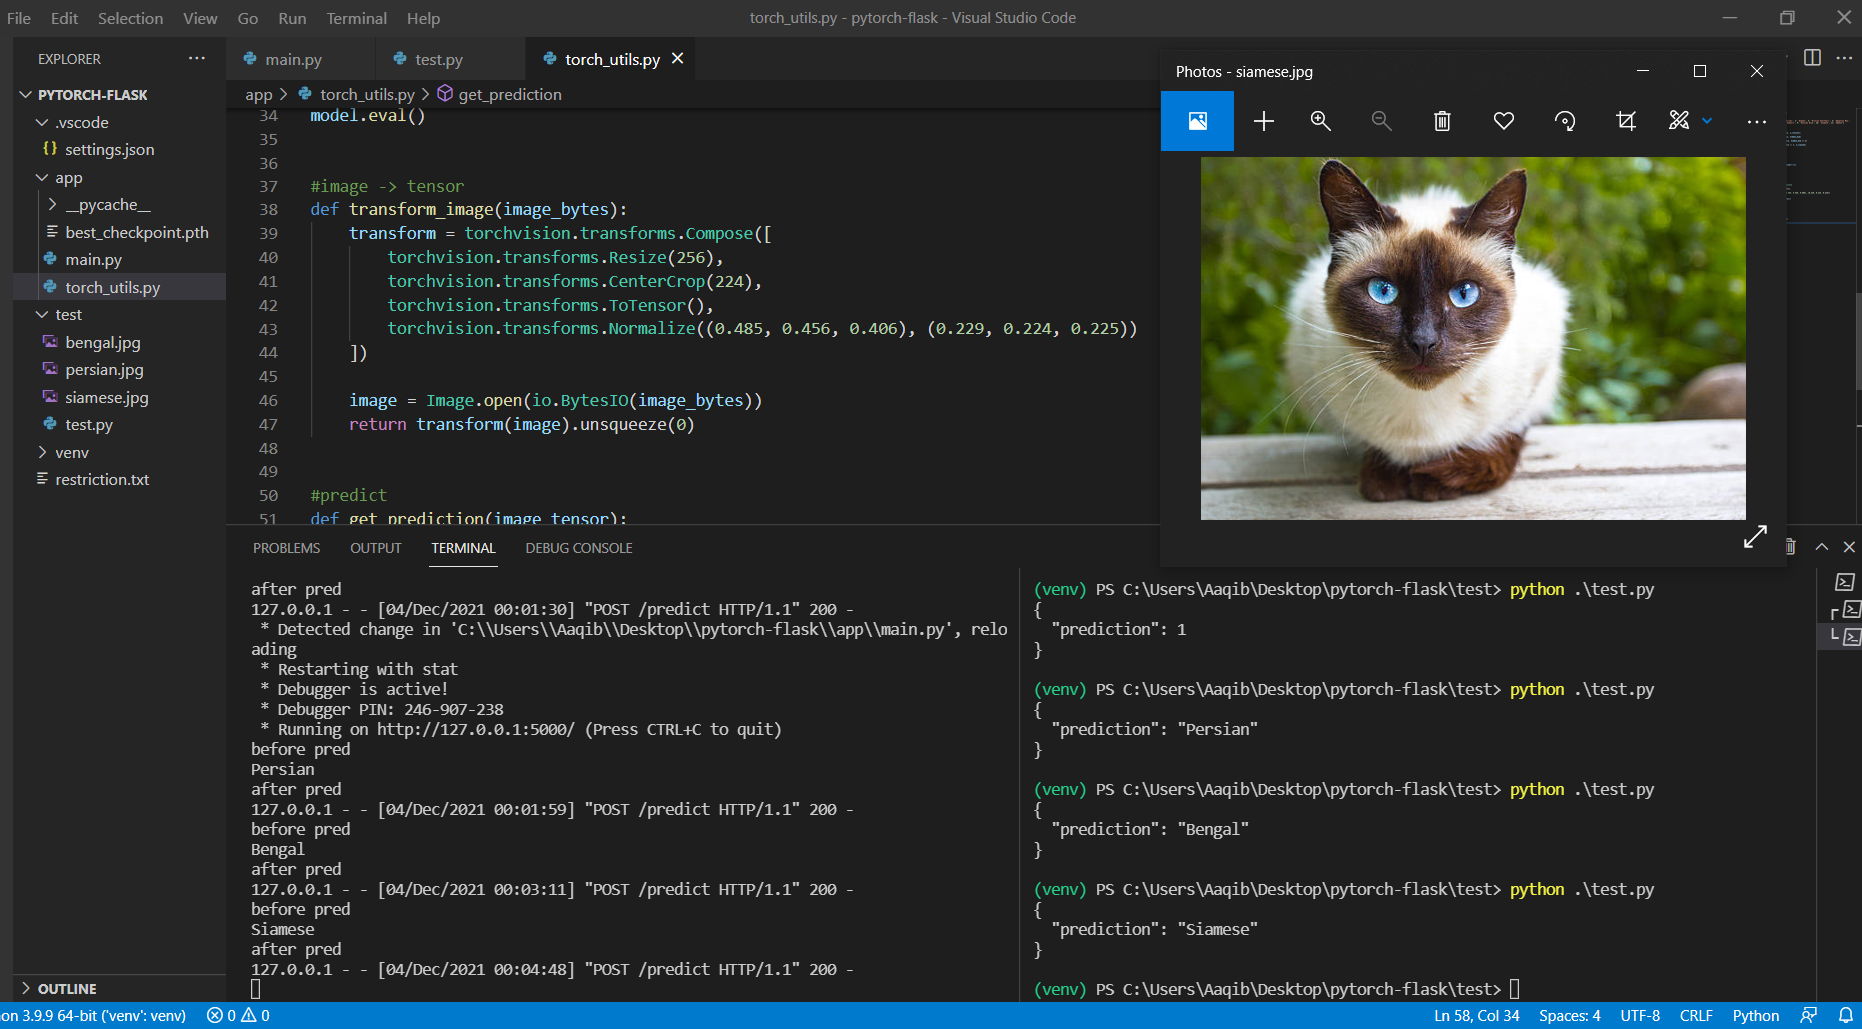 File Edit Selection View Go Run Terminal Help
torch_utils.py - pytorch-flask - Visual Studio Code
EXPLORER
PYTORCH-FLASK
.vscode
{} settings.json
app
__pycache__
best_checkpoint.pth
main.py
torch_utils.py
test
bengal.jpg
persian.jpg
siamese.jpg
test.py
venv
restriction.txt
OUTLINE
main.py test.py torch_utils.py
app > torch_utils.py > get_prediction
34 model.eval()
35
36
37 #image -> tensor
38 def transform_image(image_bytes):
39 transform = torchvision.transforms.Compose([
40 torchvision.transforms.Resize(256),
41 torchvision.transforms.CenterCrop(224),
42 torchvision.transforms.ToTensor(),
43 torchvision.transforms.Normalize((0.485, 0.456, 0.406), (0.229, 0.224, 0.225))
44 ])
45
46 image = Image.open(io.BytesIO(image_bytes))
47 return transform(image).unsqueeze(0)
48
49
50 #predict
51 def get_prediction(image_tensor):
Photos - siamese.jpg
PROBLEMS OUTPUT TERMINAL DEBUG CONSOLE
after pred
127.0.0.1 - - [04/Dec/2021 00:01:30] "POST /predict HTTP/1.1" 200 -
* Detected change in 'C:\\Users\\Aaqib\\Desktop\\pytorch-flask\\app\\main.py', relo
ading
* Restarting with stat
* Debugger is active!
* Debugger PIN: 246-907-238
* Running on http://127.0.0.1:5000/ (Press CTRL+C to quit)
before pred
Persian
after pred
127.0.0.1 - - [04/Dec/2021 00:01:59] "POST /predict HTTP/1.1" 200 -
before pred
Bengal
after pred
127.0.0.1 - - [04/Dec/2021 00:03:11] "POST /predict HTTP/1.1" 200 -
before pred
Siamese
after pred
127.0.0.1 - - [04/Dec/2021 00:04:48] "POST /predict HTTP/1.1" 200 -
(venv) PS C:\Users\Aaqib\Desktop\pytorch-flask\test> python .\test.py
{
"prediction": 1
}
(venv) PS C:\Users\Aaqib\Desktop\pytorch-flask\test> python .\test.py
{
"prediction": "Persian"
}
(venv) PS C:\Users\Aaqib\Desktop\pytorch-flask\test> python .\test.py
{
"prediction": "Bengal"
}
(venv) PS C:\Users\Aaqib\Desktop\pytorch-flask\test> python .\test.py
{
"prediction": "Siamese"
}
(venv) PS C:\Users\Aaqib\Desktop\pytorch-flask\test>
on 3.9.9 64-bit ('venv': venv) 0 0
Ln 58, Col 34 Spaces: 4 UTF-8 CRLF Python